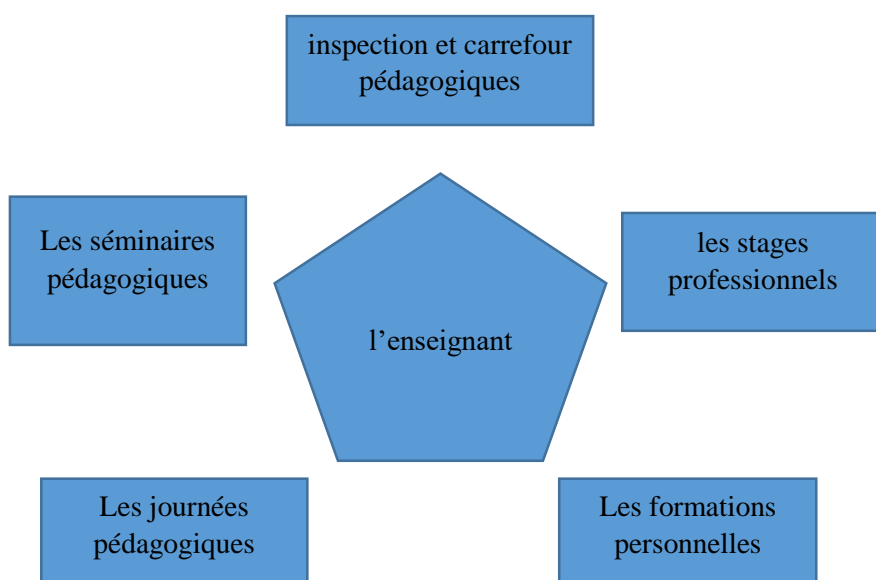 inspection et carrefour
pédagogiques
Les séminaires
pédagogiques
les stages
professionnels
l’enseignant
Les journées
pédagogiques
Les formations
personnelles